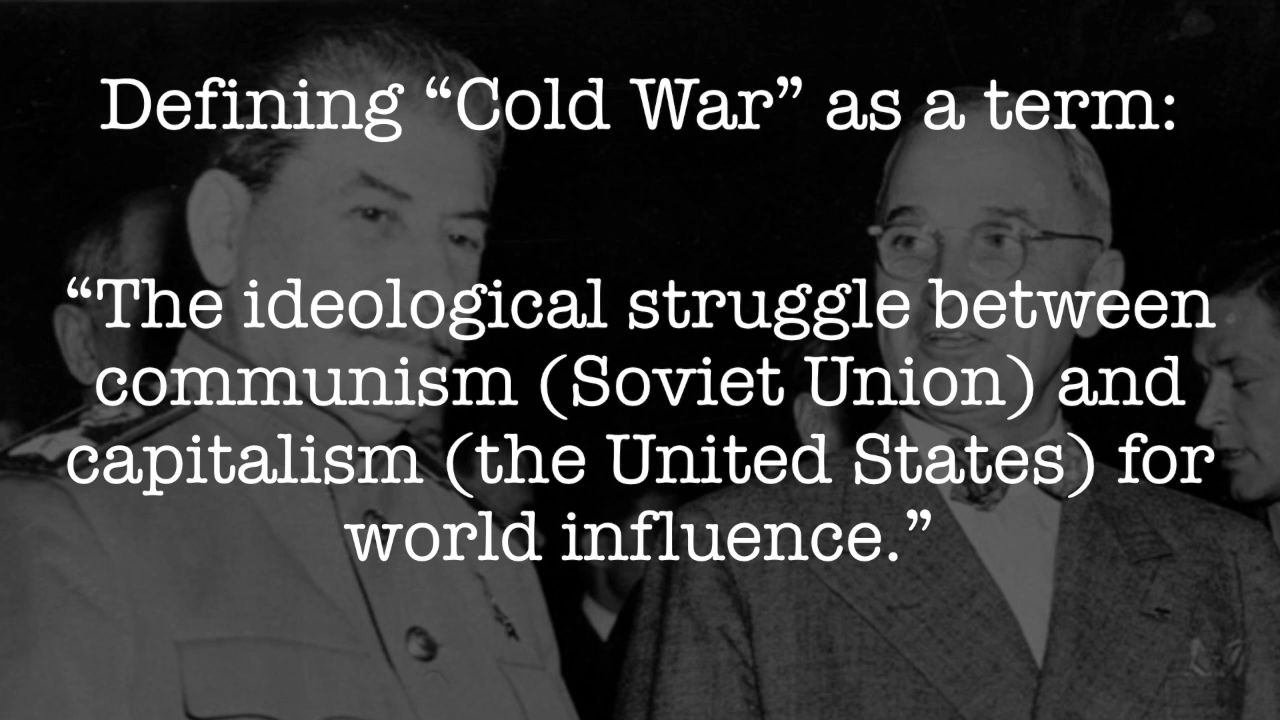 Defining “Cold War” as a term:
“The ideological struggle between
communism (Soviet Union) and
capitalism (the United States) for
world influence.”